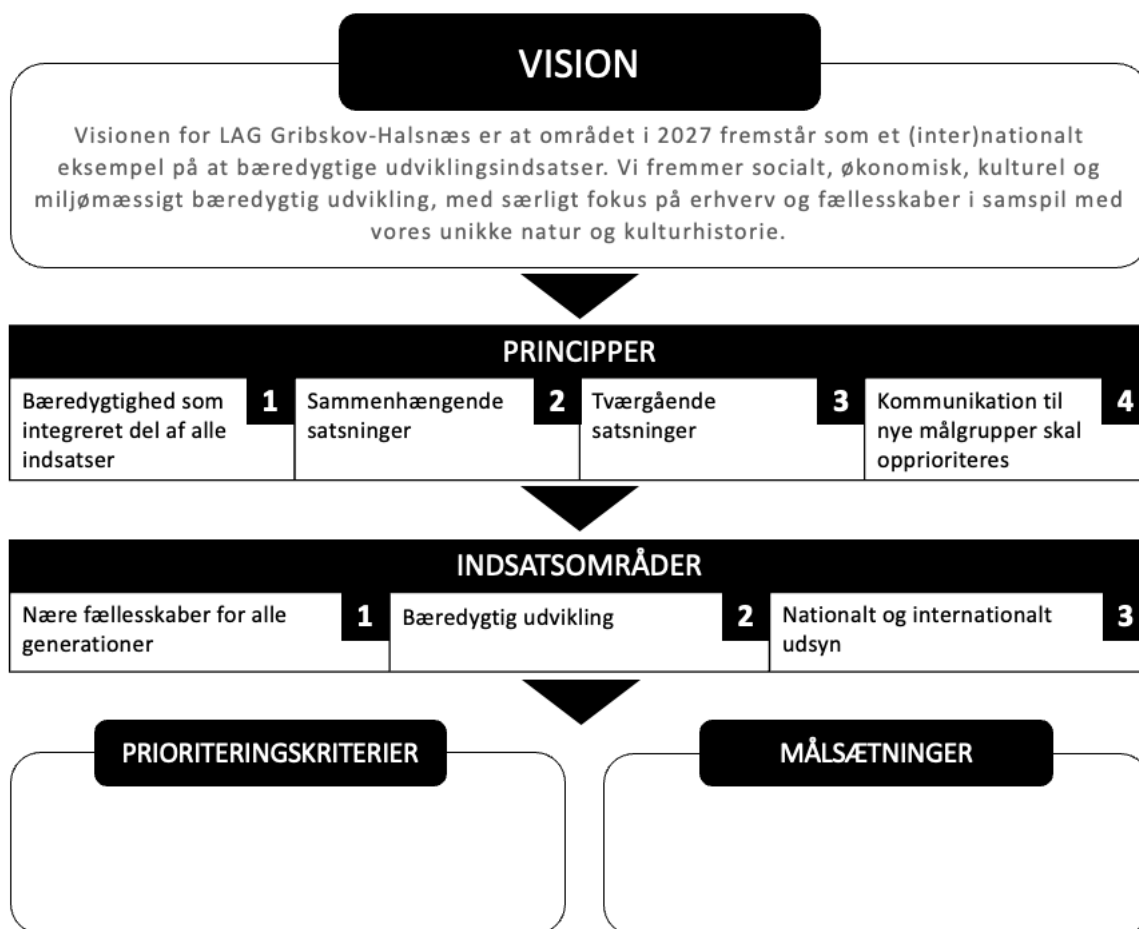 VISION
Visionen for LAG Gribskov-Halsnæs er at området i 2027 fremstår som et (inter)nationalt
eksempel på at bæredygtige udviklingsindsatser. Vi fremmer socialt, økonomisk, kulturel og
miljømæssigt bæredygtig udvikling, med særligt fokus på erhverv og fællesskaber i samspil med
vores unikke natur og kulturhistorie.
PRINCIPPER
Bæredygtighed som
integreret del af alle
indsatser
1
Sammenhængende
satsninger
2
Tværgående
satsninger
3
Kommunikation til
nye målgrupper skal
opprioriteres
4
INDSATSOMRÅDER
Nære fællesskaber for alle
generationer
1
Bæredygtig udvikling
2
Nationalt og internationalt
udsyn
3
PRIORITERINGSKRITERIER
MÅLSÆTNINGER